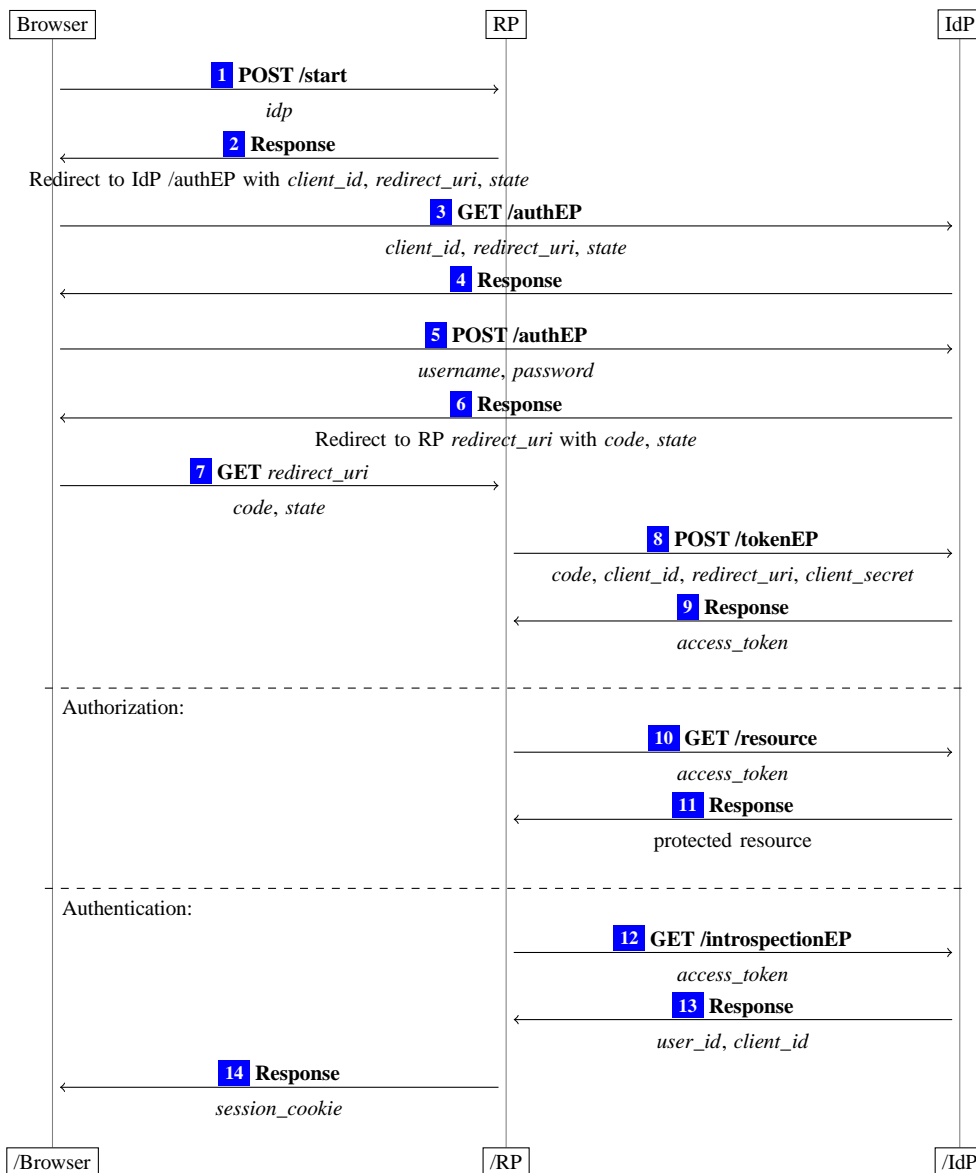 Browser RP IdP
1 POST /start
idp
2 Response
Redirect to IdP /authEP with client_id, redirect_uri, state
3 GET /authEP
client_id, redirect_uri, state
4 Response
5 POST /authEP
username, password
6 Response
Redirect to RP redirect_uri with code, state
7 GET redirect_uri
code, state
8 POST /tokenEP
code, client_id, redirect_uri, client_secret
9 Response
access_token
Authorization:
10 GET /resource
access_token
11 Response
protected resource
Authentication:
12 GET /introspectionEP
access_token
13 Response
user_id, client_id
14 Response
session_cookie
/Browser /RP /IdP